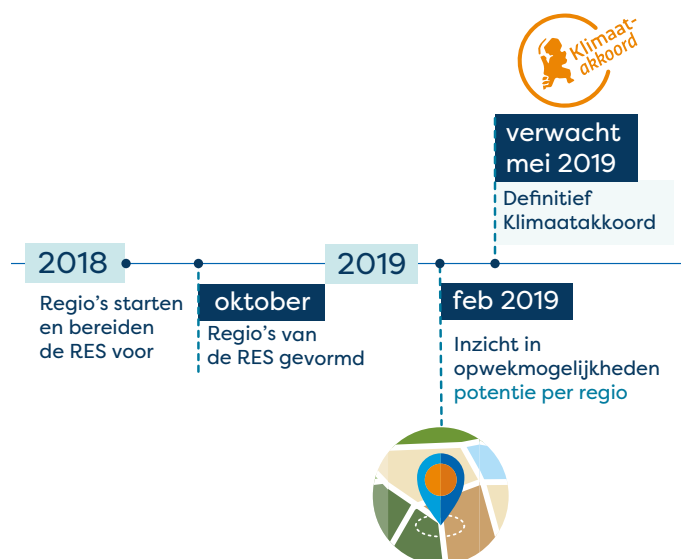 Klimaat-
akkoord
verwacht
mei 2019
Definitief
Klimaatakkoord
2018
2019
Regio's starten
en bereiden
de RES voor
oktober
Regio's van
de RES gevormd
feb 2019
Inzicht in
opwekmogelijkheden
potentie per regio